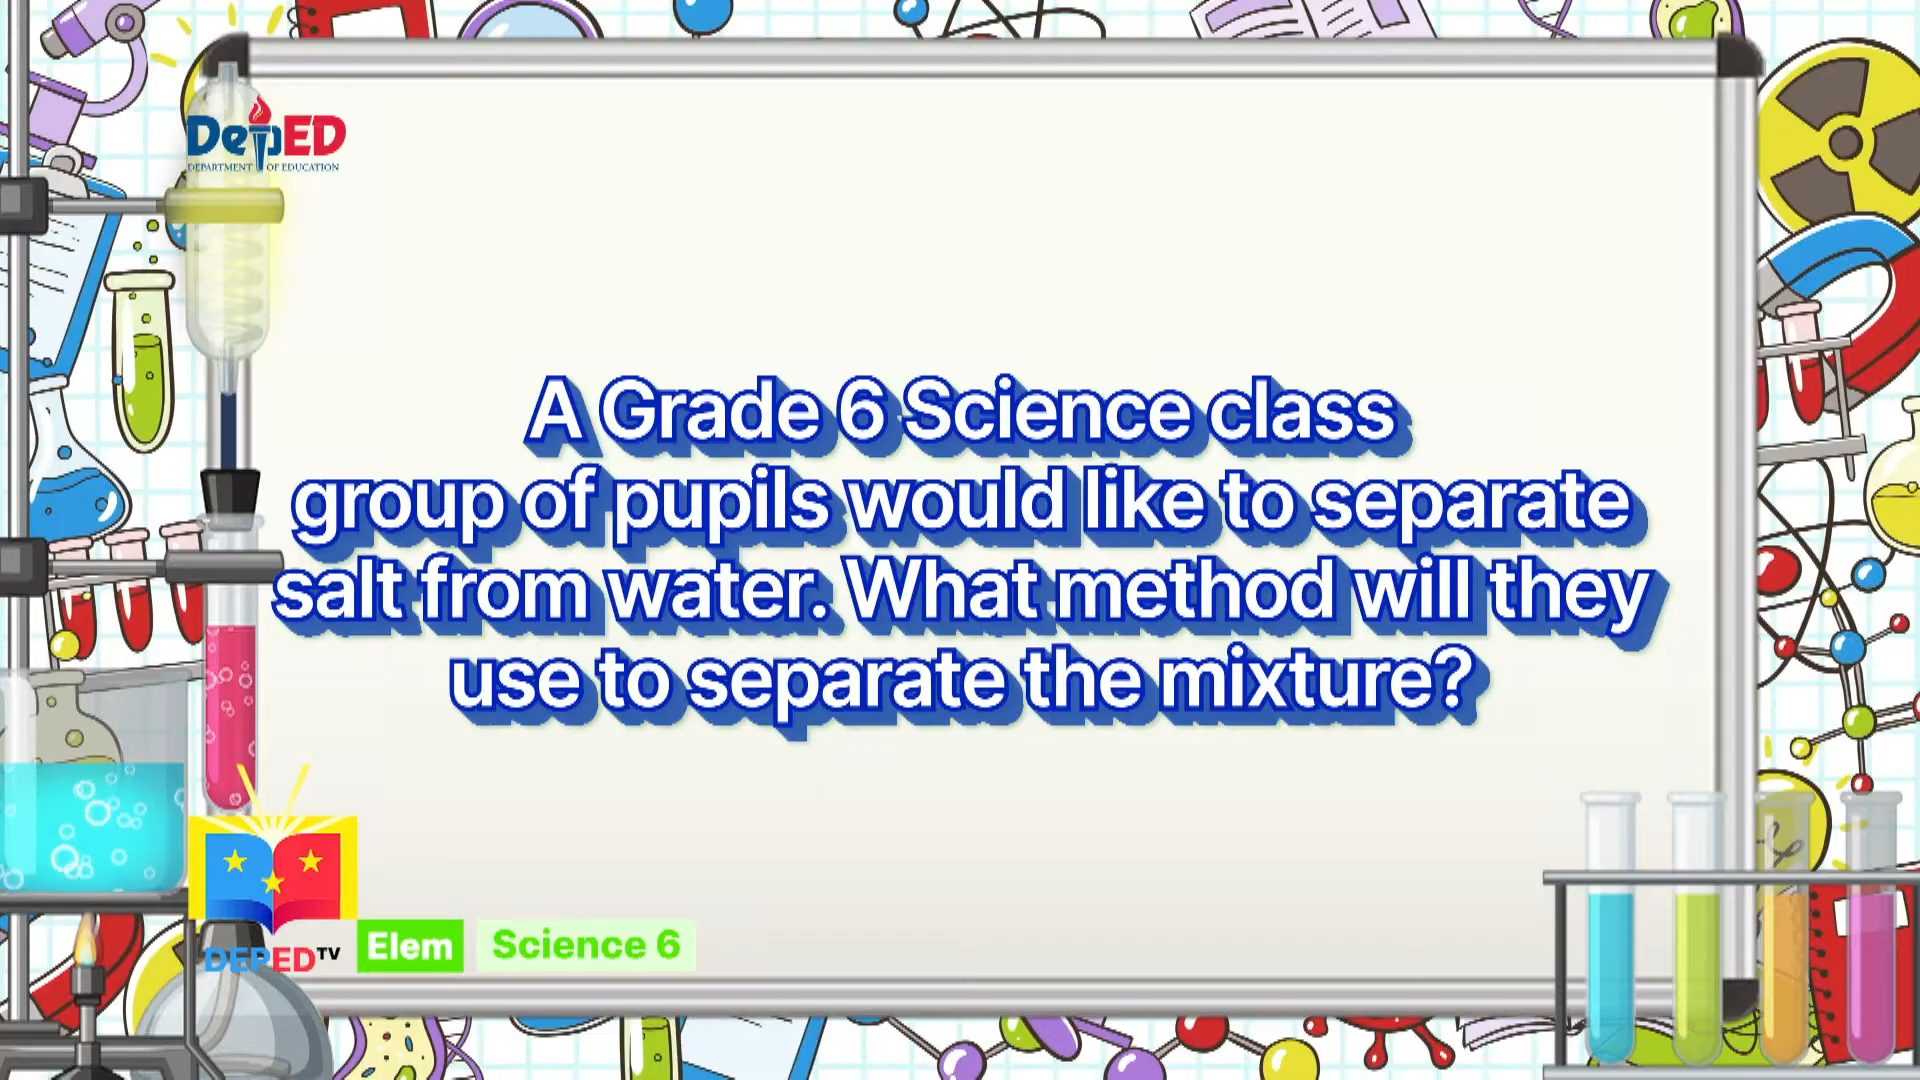 DepED
DEPARTMENT OF EDUCATION
A Grade 6 Science class
group of pupils would like to separate
salt from water. What method will they
use to separate the mixture?
DEPED TV
Elem
Science 6